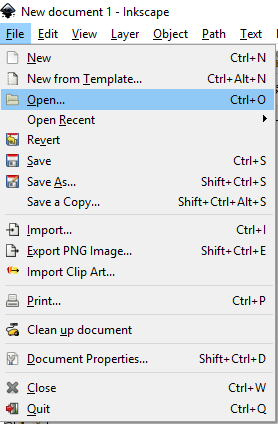 New document 1 - Inkscape
File Edit View Layer Object Path Text
New Ctrl+N
New from Template... Ctrl+Alt+N
Open... Ctrl+O
Open Recent
Revert
Save Ctrl+S
Save As... Shift+Ctrl+S
Save a Copy... Shift+Ctrl+Alt+S
Import... Ctrl+I
Export PNG Image... Shift+Ctrl+E
Import Clip Art...
Print... Ctrl+P
Clean up document
Document Properties... Shift+Ctrl+D
Close Ctrl+W
Quit Ctrl+Q